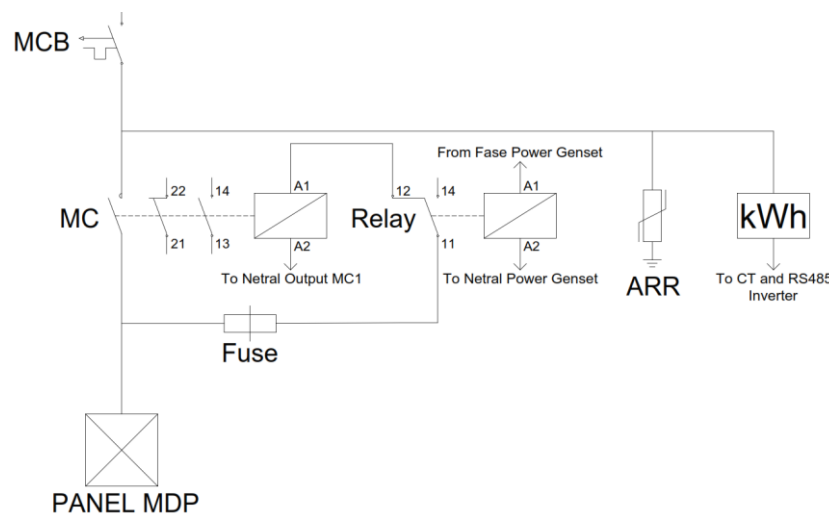 MCB
From Fase Power Genset
22
14
A1
12
14
A1
MC
Relay
kWh
21
13
A2
11
A2
To Netral Output MC1
To Netral Power Genset
ARR
To CT and RS485
Inverter
Fuse
PANEL MDP